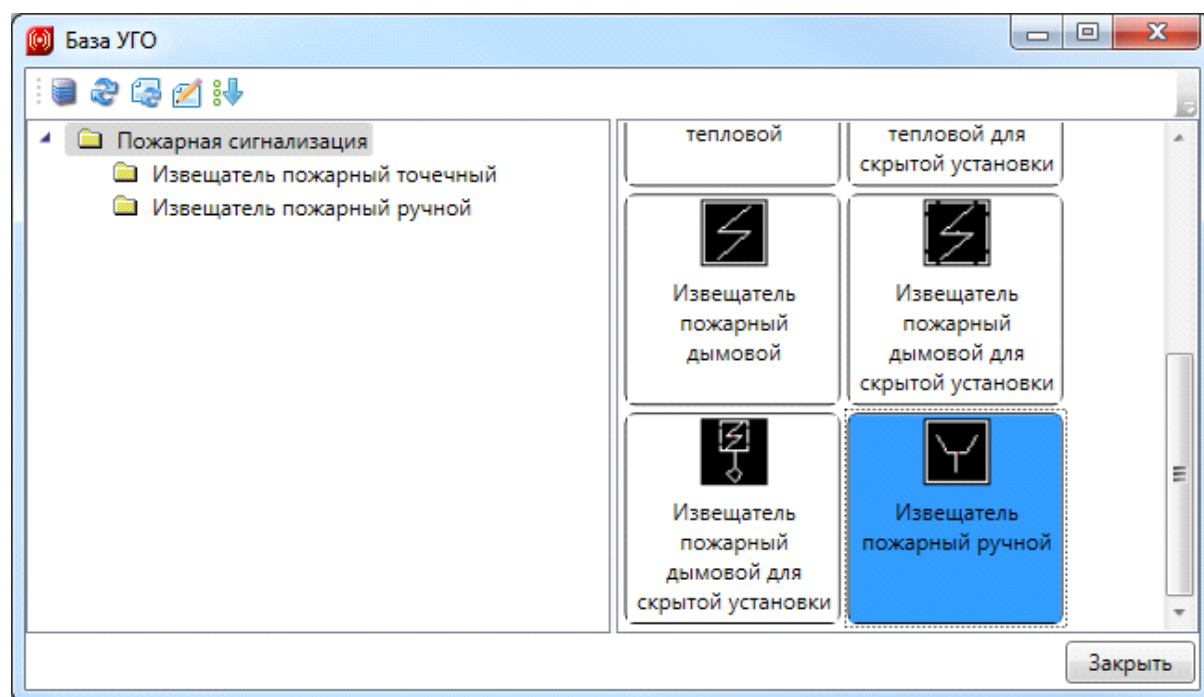 База УГО
Пожарная сигнализация
Извещатель пожарный точечный
Извещатель пожарный ручной
тепловой
тепловой для
скрытой установки
Извещатель
пожарный
дымовой
Извещатель
пожарный
дымовой для
скрытой установки
Извещатель
пожарный
дымовой для
скрытой установки
Извещатель
пожарный ручной
Закрыть